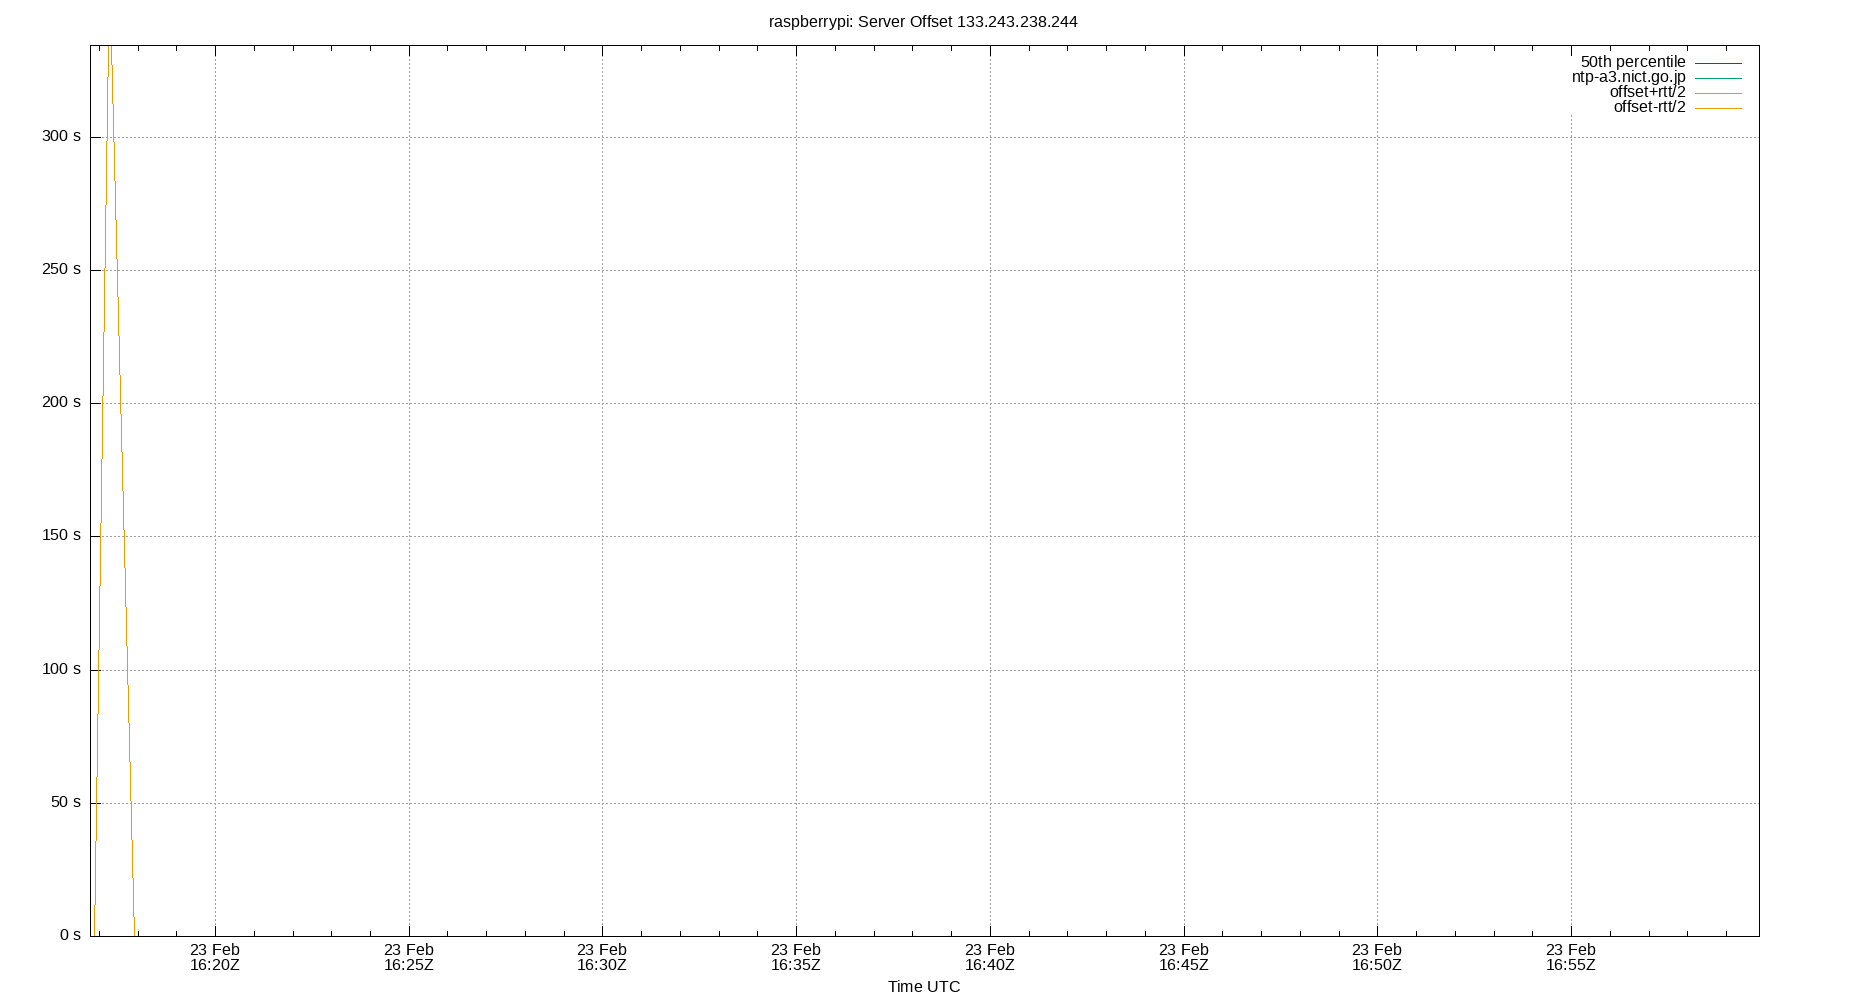 raspberrypi: Server Offset 133.243.238.244
50th percentile
ntp-a3.nict.go.jp
offset+rtt/2
offset-rtt/2
300 s
250 s
200 s
150 s
100 s
50 s
0 s
23 Feb 23 Feb 23 Feb 23 Feb 23 Feb 23 Feb 23 Feb 23 Feb
16:20Z 16:25Z 16:30Z 16:35Z 16:40Z 16:45Z 16:50Z 16:55Z
Time UTC